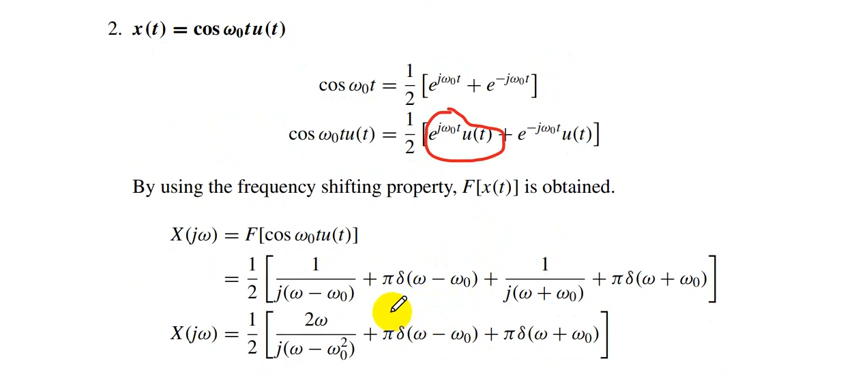 2. x(t) = cos ω₀tu(t)
cos ω₀t = 1/2 [e^{jω₀t} + e^{−jω₀t}]
cos ω₀tu(t) = 1/2 [e^{jω₀t}u(t) + e^{−jω₀t}u(t)]
By using the frequency shifting property, F[x(t)] is obtained.
X(jω) = F[cos ω₀tu(t)]
= 1/2 [1/(j(ω − ω₀)) + πδ(ω − ω₀) + 1/(j(ω + ω₀)) + πδ(ω + ω₀)]
X(jω) = 1/2 [2ω/(j(ω − ω₀²)) + πδ(ω − ω₀) + πδ(ω + ω₀)]